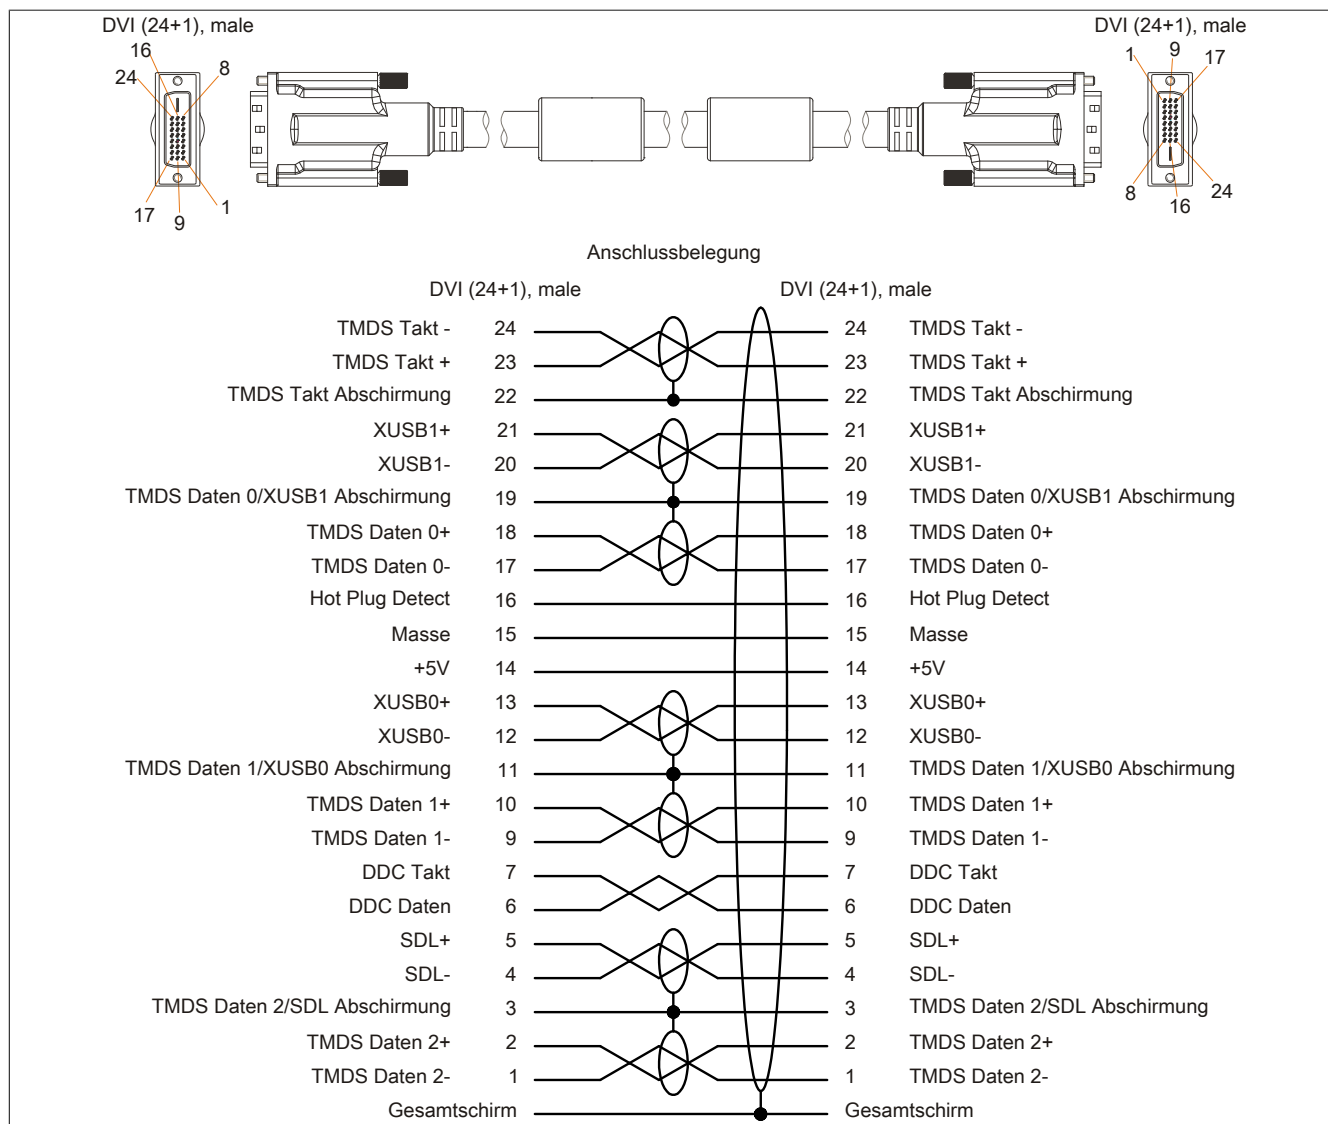 DVI (24+1), male DVI (24+1), male
16 1 9 17
24 8
17 9 1 8 16 24
Anschlussbelegung
DVI (24+1), male DVI (24+1), male
TMDS Takt - 24 24 TMDS Takt -
TMDS Takt + 23 23 TMDS Takt +
TMDS Takt Abschirmung 22 22 TMDS Takt Abschirmung
XUSB1+ 21 21 XUSB1+
XUSB1- 20 20 XUSB1-
TMDS Daten 0/XUSB1 Abschirmung 19 19 TMDS Daten 0/XUSB1 Abschirmung
TMDS Daten 0+ 18 18 TMDS Daten 0+
TMDS Daten 0- 17 17 TMDS Daten 0-
Hot Plug Detect 16 16 Hot Plug Detect
Masse 15 15 Masse
+5V 14 14 +5V
XUSB0+ 13 13 XUSB0+
XUSB0- 12 12 XUSB0-
TMDS Daten 1/XUSB0 Abschirmung 11 11 TMDS Daten 1/XUSB0 Abschirmung
TMDS Daten 1+ 10 10 TMDS Daten 1+
TMDS Daten 1- 9 9 TMDS Daten 1-
DDC Takt 7 7 DDC Takt
DDC Daten 6 6 DDC Daten
SDL+ 5 5 SDL+
SDL- 4 4 SDL-
TMDS Daten 2/SDL Abschirmung 3 3 TMDS Daten 2/SDL Abschirmung
TMDS Daten 2+ 2 2 TMDS Daten 2+
TMDS Daten 2- 1 1 TMDS Daten 2-
Gesamtschirm Gesamtschirm